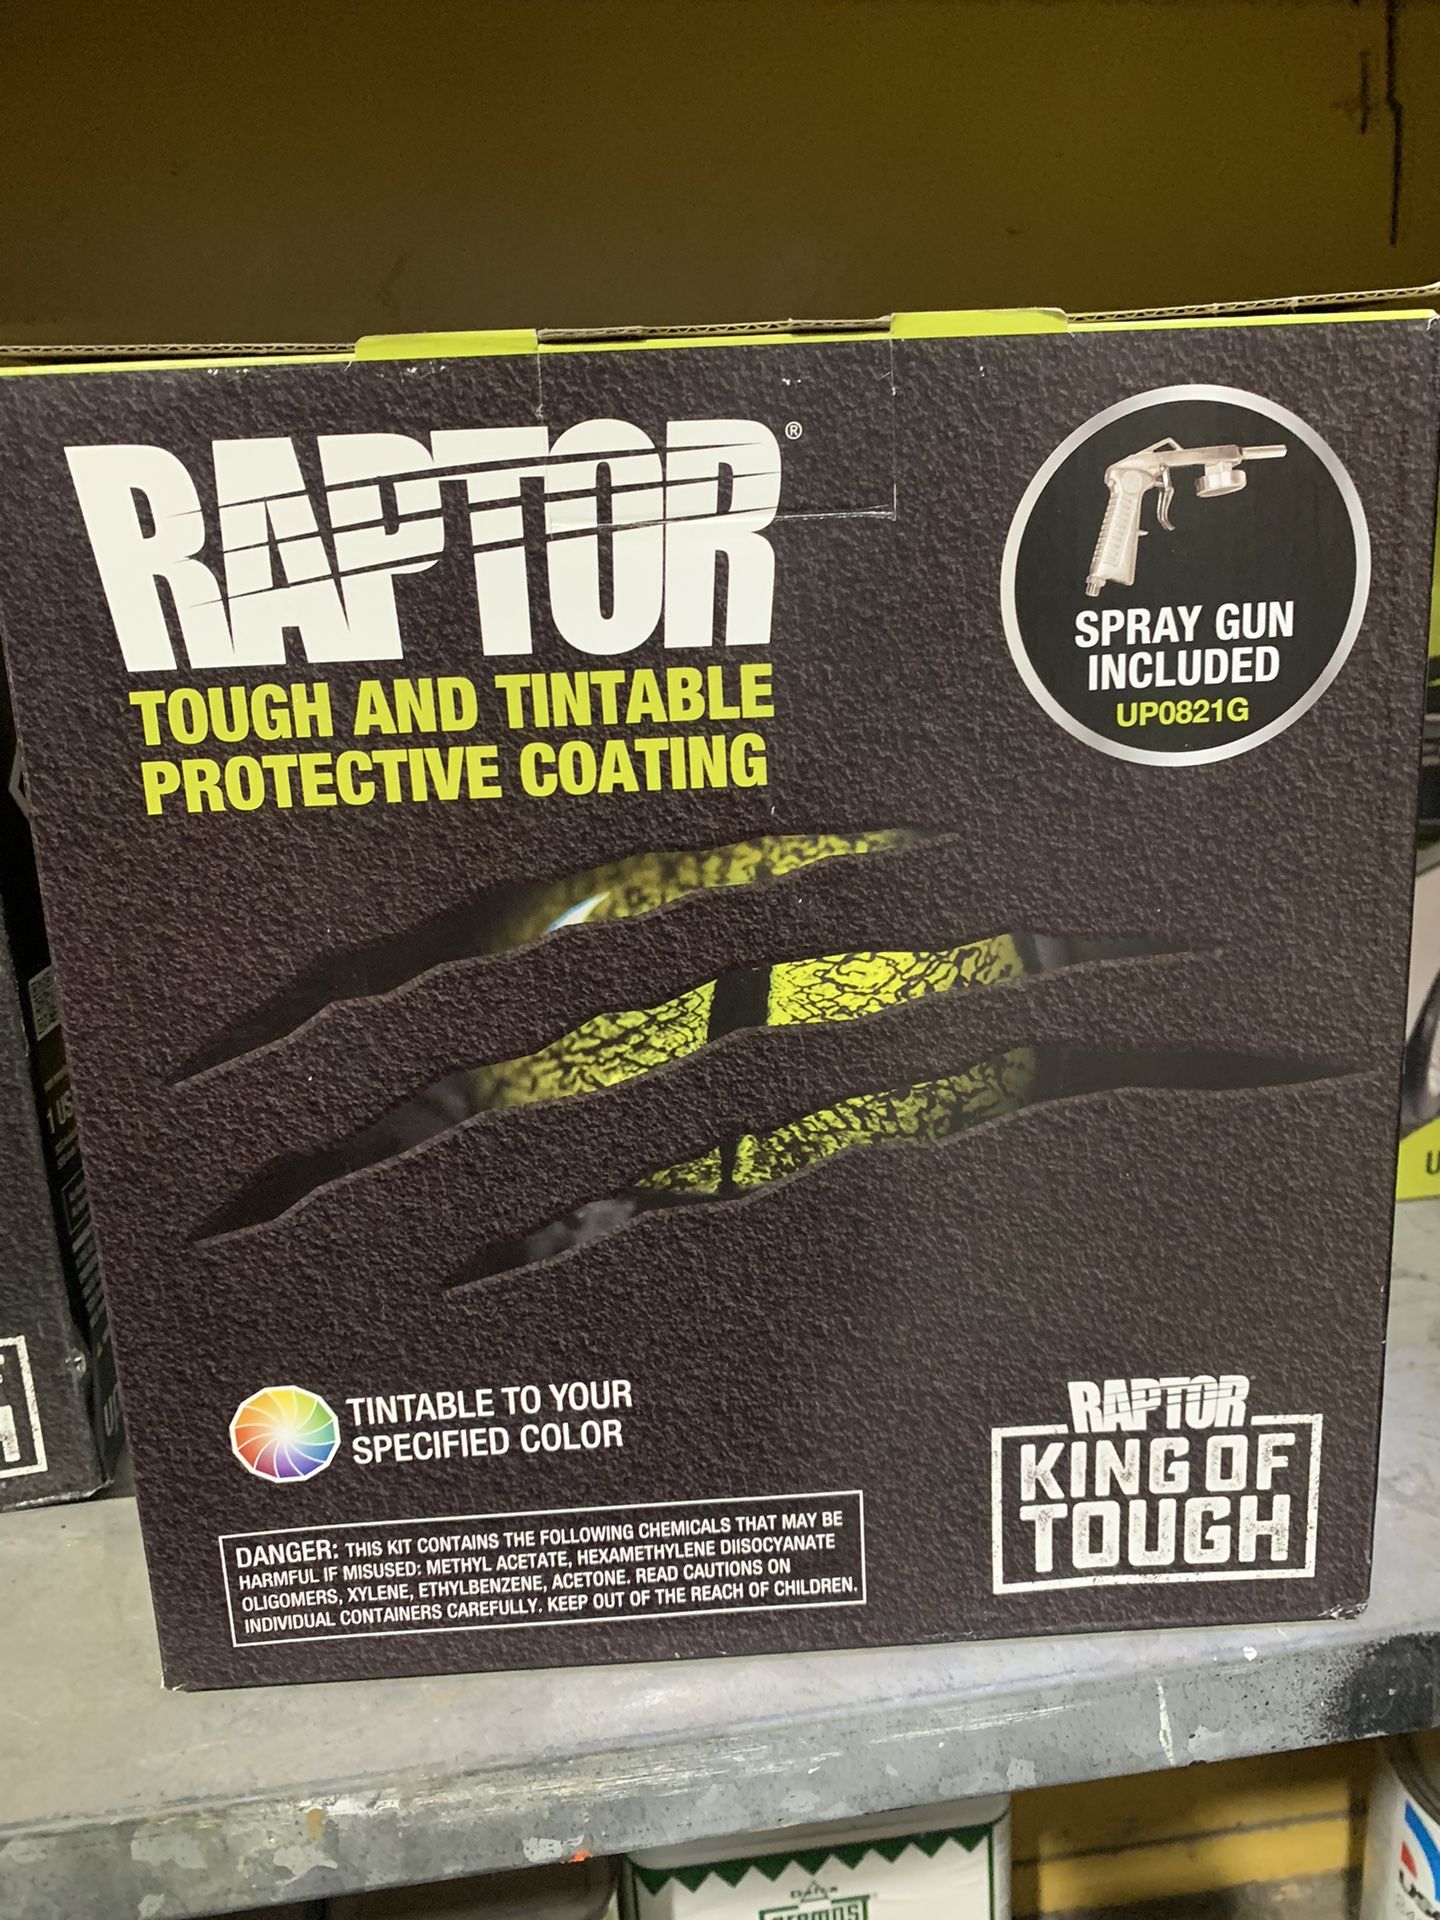 RAPTOR®
TOUGH AND TINTABLE
PROTECTIVE COATING
SPRAY GUN
INCLUDED
UP0821G
TINTABLE TO YOUR
SPECIFIED COLOR
DANGER: THIS KIT CONTAINS THE FOLLOWING CHEMICALS THAT MAY BE
HARMFUL IF MISUSED: METHYL ACETATE, HEXAMETHYLENE DIISOCYANATE
OLIGOMERS, XYLENE, ETHYLBENZENE, ACETONE. READ CAUTIONS ON
INDIVIDUAL CONTAINERS CAREFULLY. KEEP OUT OF THE REACH OF CHILDREN.
RAPTOR
KING OF
TOUGH
1 US